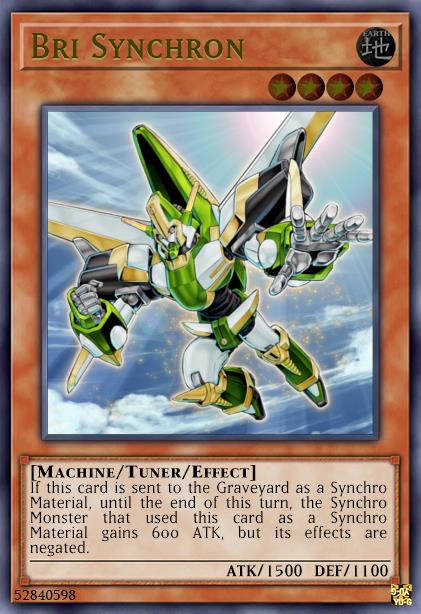 Bri Synchron
EARTH
地
[Machine/Tuner/Effect]
If this card is sent to the Graveyard as a Synchro
Material, until the end of this turn, the Synchro
Monster that used this card as a Synchro
Material gains 600 ATK, but its effects are
negated.
ATK/1500 DEF/1100
52840598